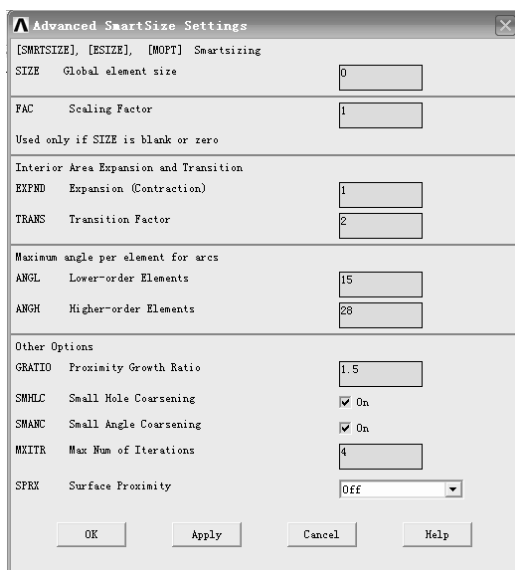 Advanced SmartSize Settings
[SMRTSIZE], [ESIZE], [MOPT] Smartsizing
SIZE Global element size 0
FAC Scaling Factor 1
Used only if SIZE is blank or zero
Interior Area Expansion and Transition
EXPND Expansion (Contraction) 1
TRANS Transition Factor 2
Maximum angle per element for arcs
ANGL Lower-order Elements 15
ANGH Higher-order Elements 28
Other Options
GRATIO Proximity Growth Ratio 1.5
SMHLC Small Hole Coarsening On
SMANC Small Angle Coarsening On
MXITR Max Num of Iterations 4
SPRX Surface Proximity Off
OK Apply Cancel Help